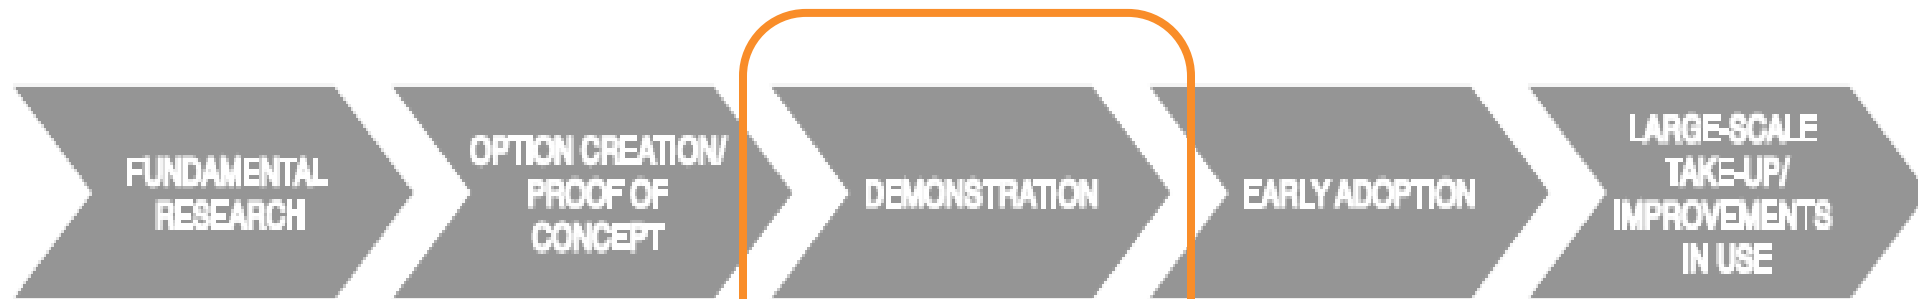 FUNDAMENTAL
RESEARCH
OPTION CREATION/
PROOF OF
CONCEPT
DEMONSTRATION
EARLY ADOPTION
LARGE-SCALE
TAKE-UP/
IMPROVEMENTS
IN USE